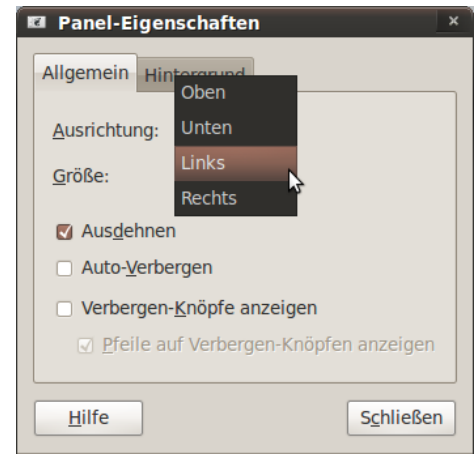 Panel-Eigenschaften
Allgemein Hintergrund
Oben
Ausrichtung: Unten
Links
Größe:
Rechts
Ausdehnen
Auto-Verbergen
Verbergen-Knöpfe anzeigen
Pfeile auf Verbergen-Knöpfen anzeigen
Hilfe Schließen